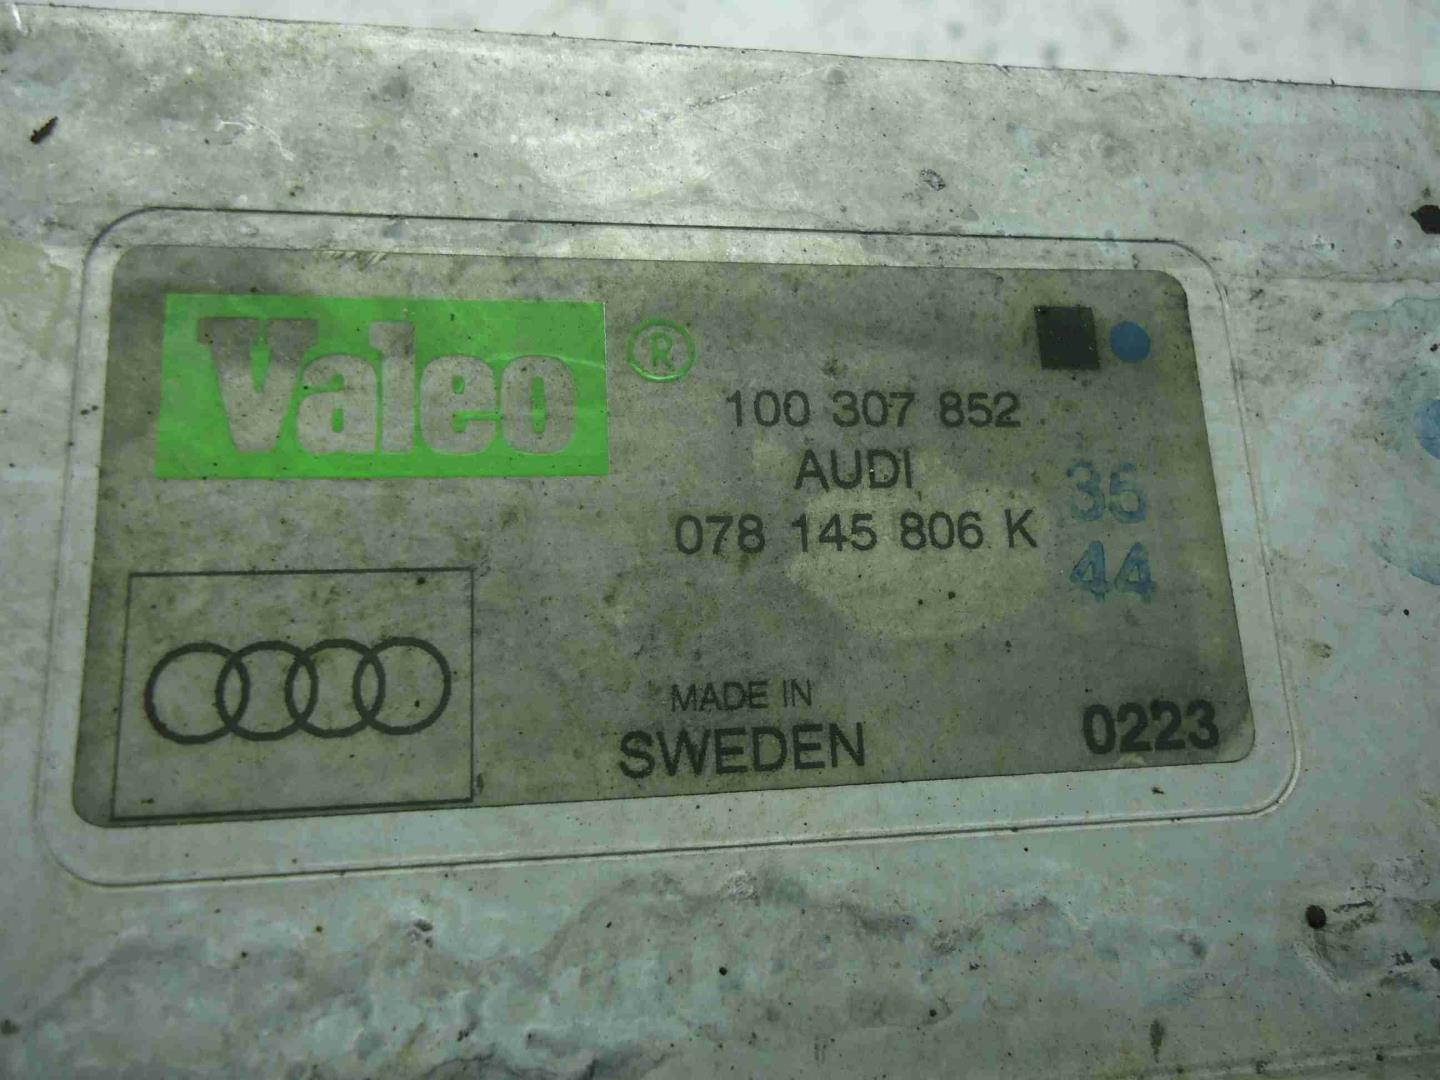 Valeo ®
100 307 852
AUDI
078 145 806 K
35
44
MADE IN
SWEDEN
0223